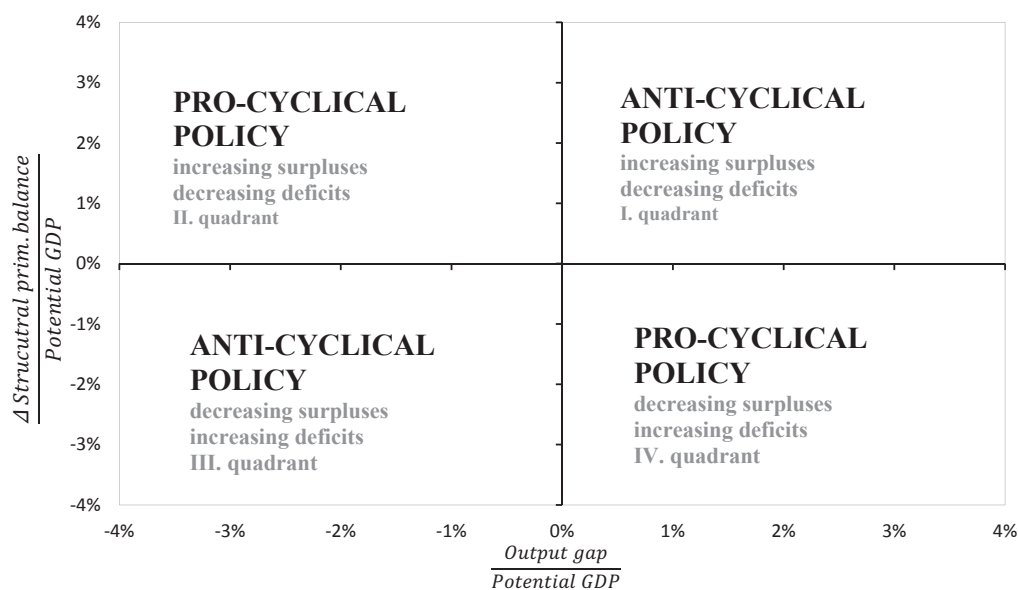 4%
3%
2%
1%
0%
-1%
-2%
-3%
-4%
Δ Strucutral prim. balance
Potential GDP
PRO-CYCLICAL
POLICY
increasing surpluses
decreasing deficits
II. quadrant
ANTI-CYCLICAL
POLICY
increasing surpluses
decreasing deficits
I. quadrant
ANTI-CYCLICAL
POLICY
decreasing surpluses
increasing deficits
III. quadrant
PRO-CYCLICAL
POLICY
decreasing surpluses
increasing deficits
IV. quadrant
-4% -3% -2% -1% 0% 1% 2% 3% 4%
Output gap
Potential GDP